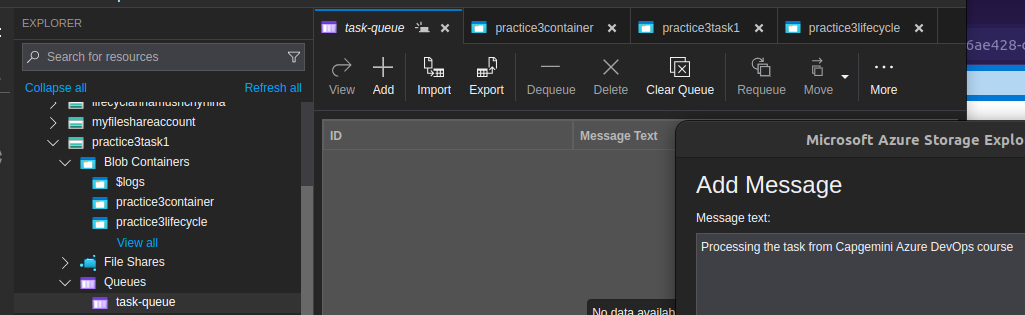 EXPLORER
Search for resources
Collapse all
Refresh all
myfileshareaccount
practice3task1
Blob Containers
$logs
practice3container
practice3lifecycle
View all
File Shares
Queues
task-queue
task-queue
practice3container
practice3task1
practice3lifecycle
View
Add
Import
Export
Dequeue
Delete
Clear Queue
Requeue
Move
More
ID
Message Text
No data availab
Microsoft Azure Storage Explo
Add Message
Message text:
Processing the task from Capgemini Azure DevOps course